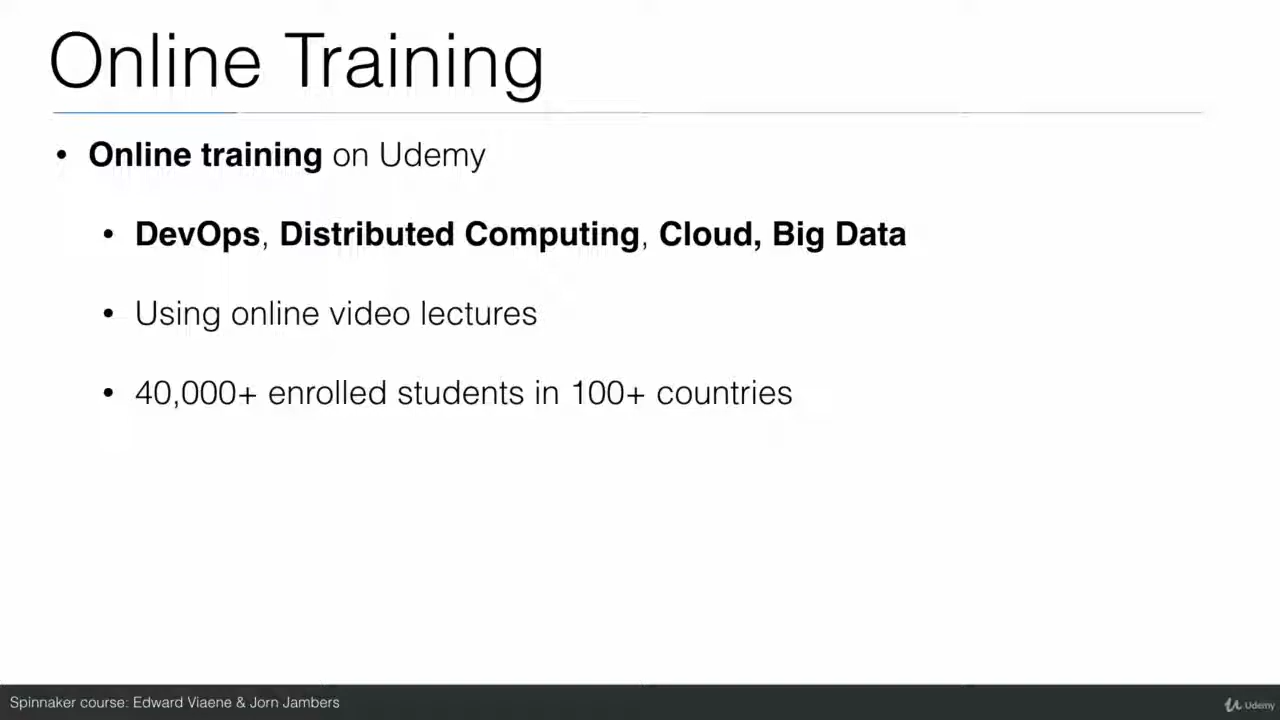 Online Training
• Online training on Udemy
• DevOps, Distributed Computing, Cloud, Big Data
• Using online video lectures
• 40,000+ enrolled students in 100+ countries
Spinnaker course: Edward Viaene & Jorn Jambers
Udemy